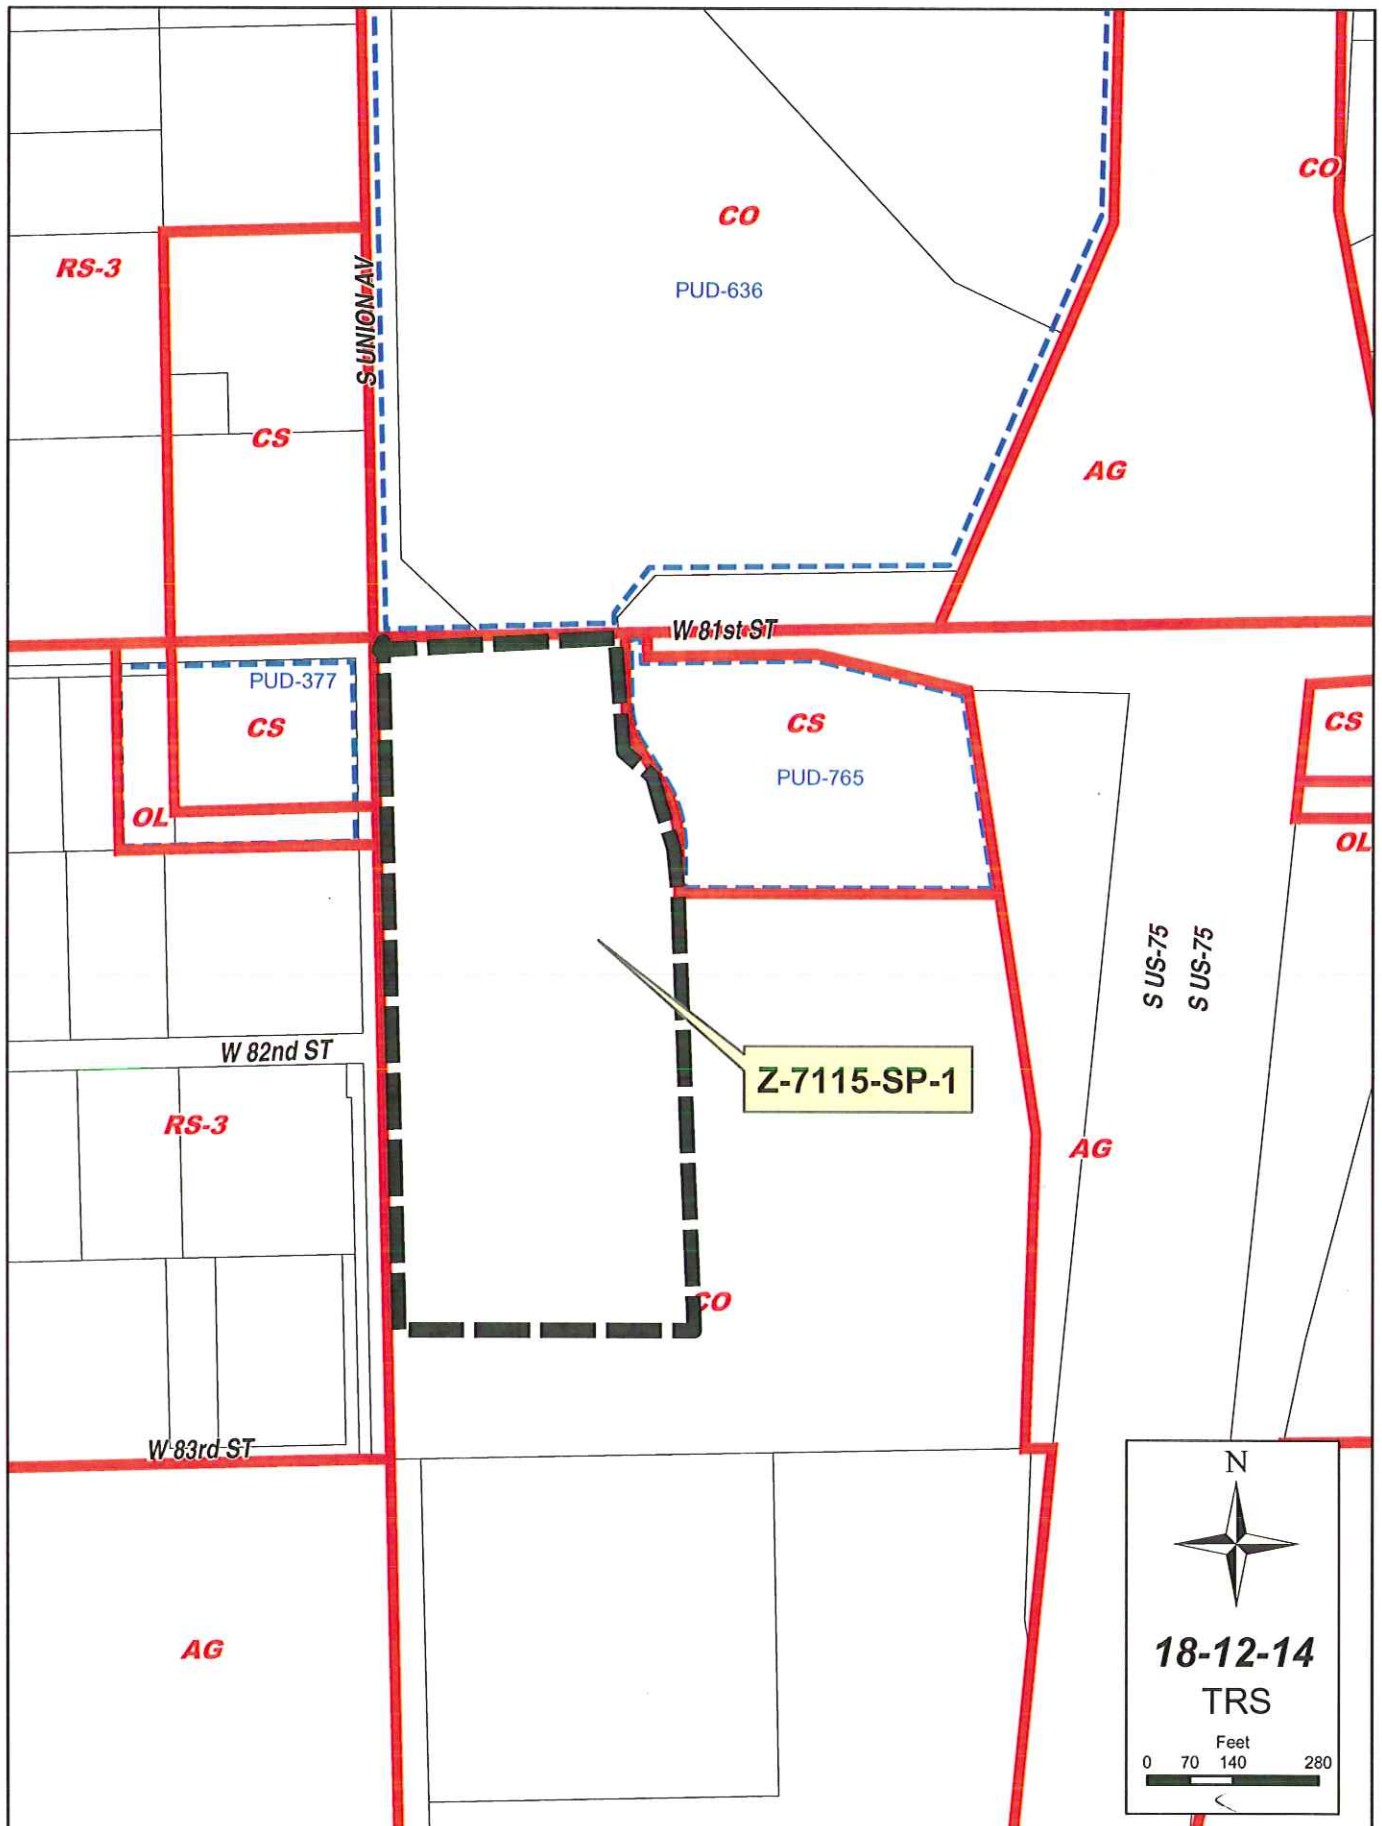 CO
CO
RS-3
PUD-636
S UNION AV
CS
AG
W 81st ST
PUD-377
CS
CS
CS
PUD-765
OL
OL
S US-75
S US-75
W 82nd ST
Z-7115-SP-1
RS-3
AG
CO
W 83rd ST
N
AG
18-12-14
TRS
Feet
0 70 140 280